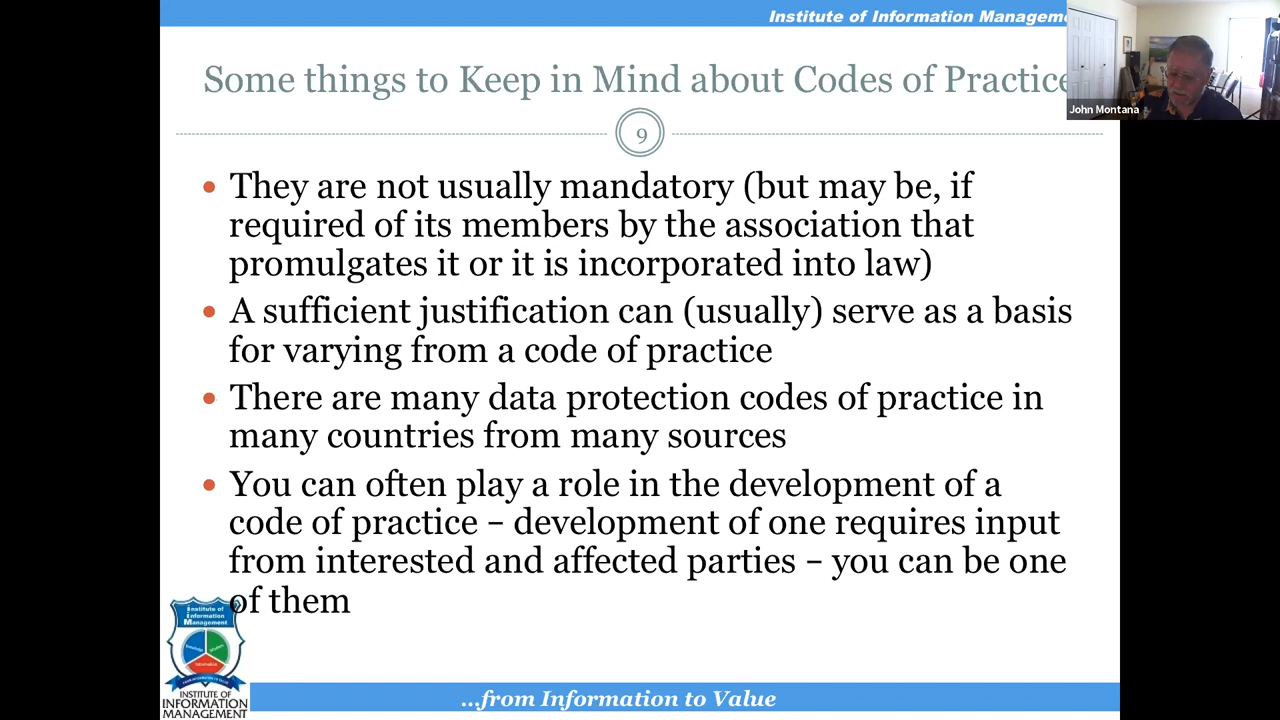 Institute of Information Managem
John Montana
Some things to Keep in Mind about Codes of Practice
9
• They are not usually mandatory (but may be, if
required of its members by the association that
promulgates it or it is incorporated into law)
• A sufficient justification can (usually) serve as a basis
for varying from a code of practice
• There are many data protection codes of practice in
many countries from many sources
• You can often play a role in the development of a
code of practice – development of one requires input
from interested and affected parties – you can be one
of them
Institute of
Information
Management
Knowledge
Information
INSTITUTE OF
INFORMATION
MANAGEMENT
...from Information to Value